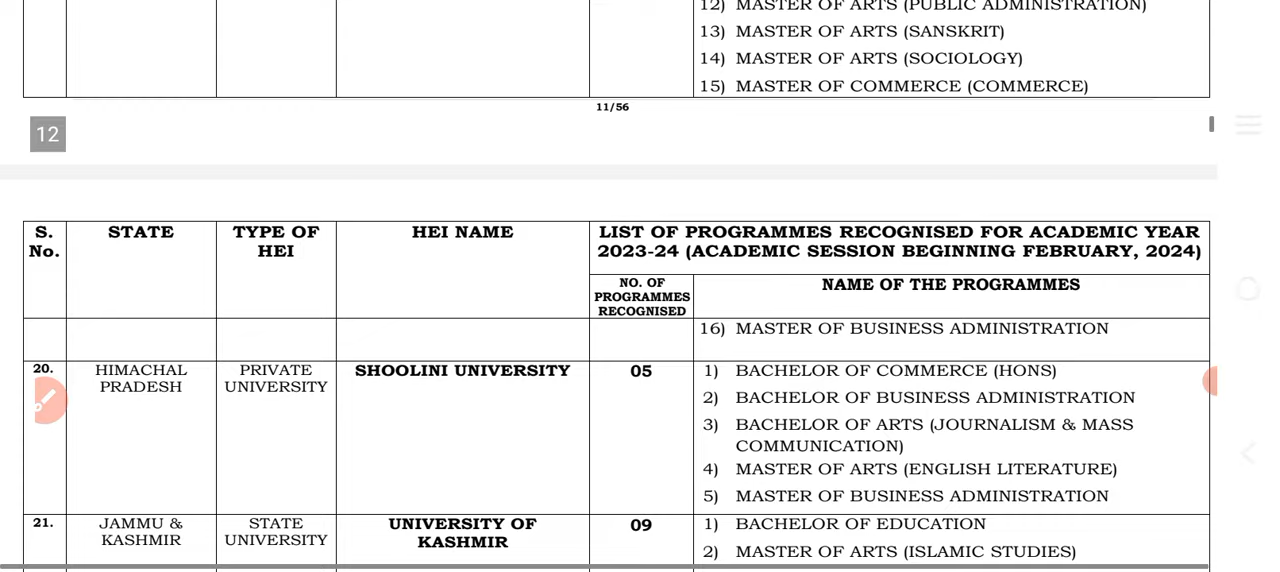 12) MASTER OF ARTS (PUBLIC ADMINISTRATION)
13) MASTER OF ARTS (SANSKRIT)
14) MASTER OF ARTS (SOCIOLOGY)
15) MASTER OF COMMERCE (COMMERCE)
11/56
12
S. No.
STATE
TYPE OF HEI
HEI NAME
LIST OF PROGRAMMES RECOGNISED FOR ACADEMIC YEAR
2023-24 (ACADEMIC SESSION BEGINNING FEBRUARY, 2024)
NO. OF
PROGRAMMES
RECOGNISED
NAME OF THE PROGRAMMES
16) MASTER OF BUSINESS ADMINISTRATION
20.
HIMACHAL
PRADESH
PRIVATE
UNIVERSITY
SHOOLINI UNIVERSITY
05
1) BACHELOR OF COMMERCE (HONS)
2) BACHELOR OF BUSINESS ADMINISTRATION
3) BACHELOR OF ARTS (JOURNALISM & MASS
COMMUNICATION)
4) MASTER OF ARTS (ENGLISH LITERATURE)
5) MASTER OF BUSINESS ADMINISTRATION
21.
JAMMU &
KASHMIR
STATE
UNIVERSITY
UNIVERSITY OF
KASHMIR
09
1) BACHELOR OF EDUCATION
2) MASTER OF ARTS (ISLAMIC STUDIES)